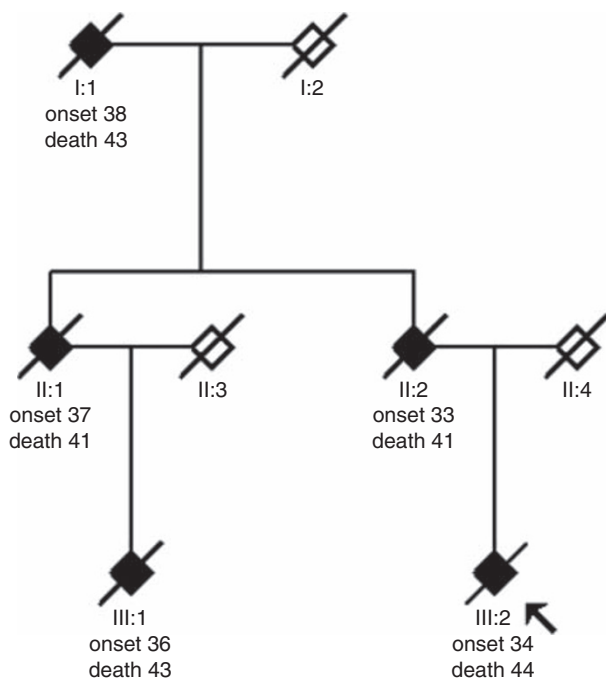 I:1
onset 38
death 43
I:2
II:1
onset 37
death 41
II:3
II:2
onset 33
death 41
II:4
III:1
onset 36
death 43
III:2
onset 34
death 44